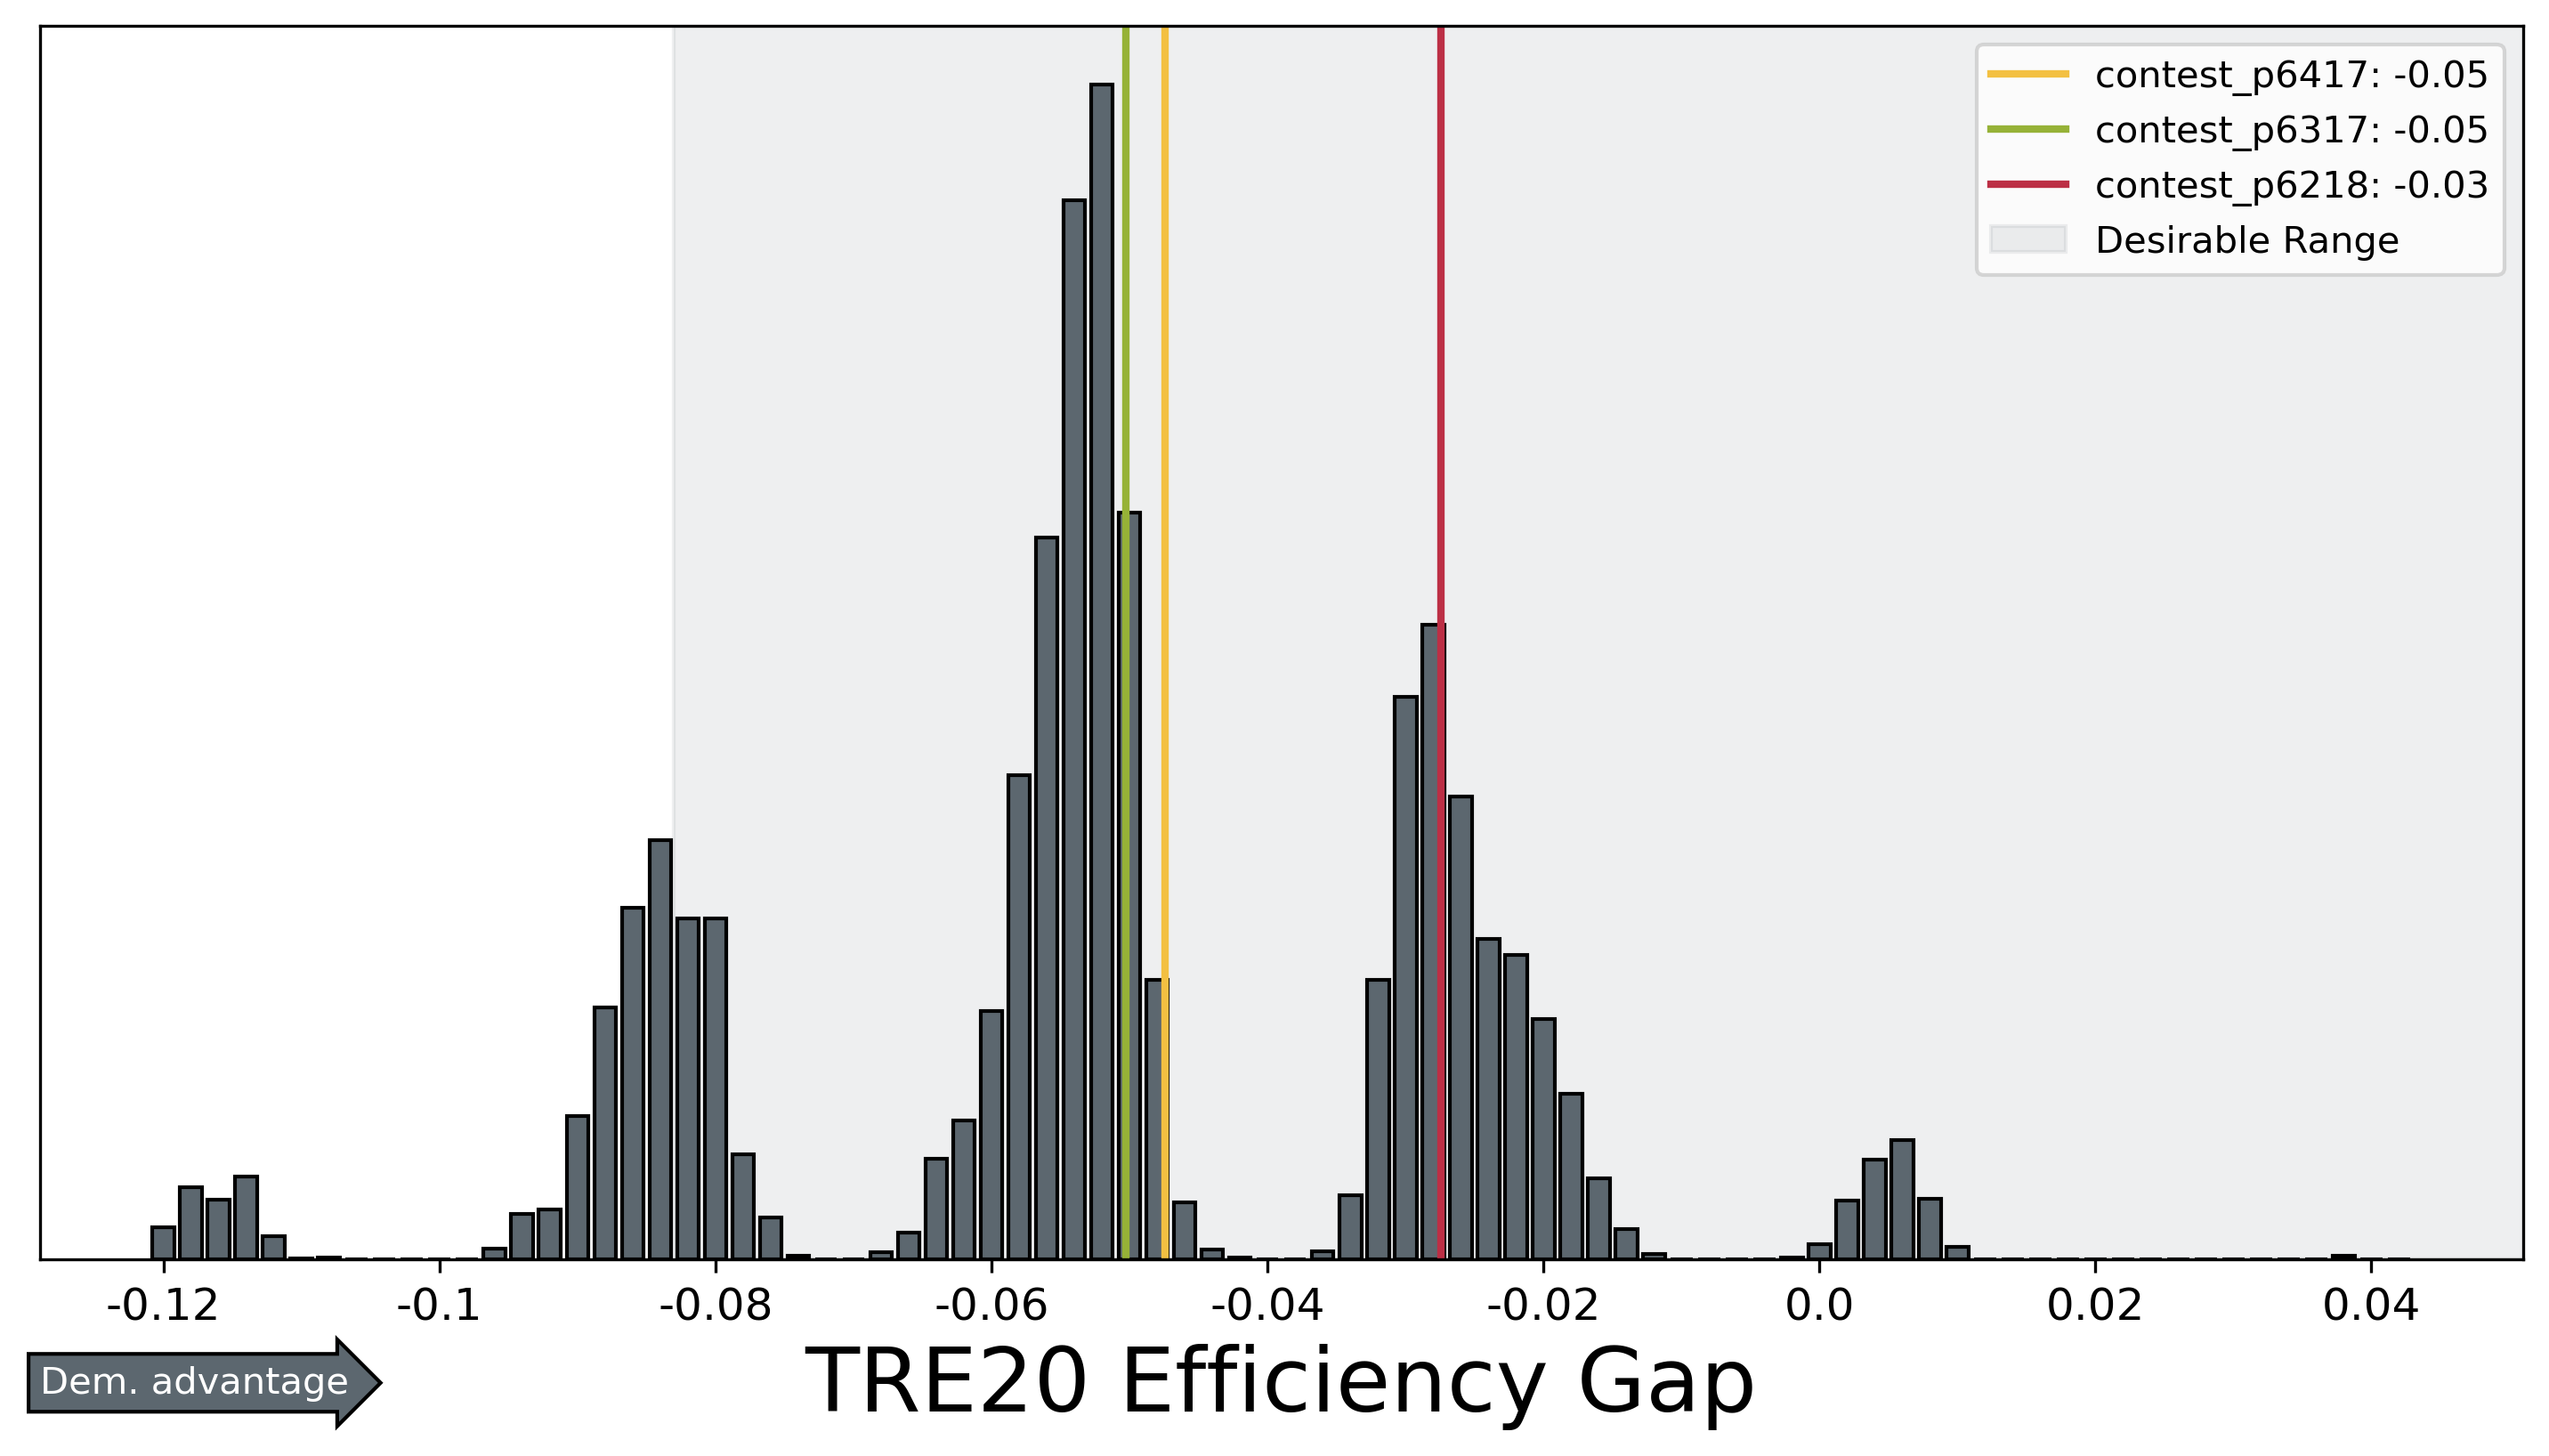 contest_p6417: -0.05
contest_p6317: -0.05
contest_p6218: -0.03
Desirable Range
-0.12 -0.1 -0.08 -0.06 -0.04 -0.02 0.0 0.02 0.04
Dem. advantage
TRE20 Efficiency Gap